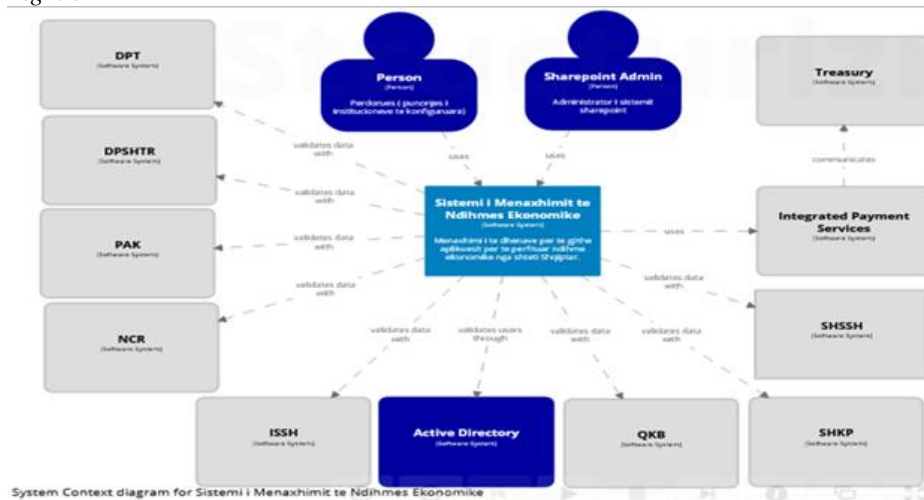 DPT
(Software System)
DPSHTR
(Software System)
PAK
(Software System)
NCR
(Software System)
Person
(Person)
Perdorues ( punonjes i
institucioneve te konfiguruara)
Sharepoint Admin
(Person)
Administrator i sistemit
sharepoint
Treasury
(Software System)
validates data
with
validates data
with
validates data
with
validates data
with
uses
uses
communicates
Sistemi i Menaxhimit te
Ndihmes Ekonomike
(Software System)
Menaxhimi i te dhenave per te gjithe
aplikuesit per te perfituar ndihme
ekonomike nga shteti Shqiptar.
uses
Integrated Payment
Services
(Software System)
validates data
with
SHSSH
(Software System)
validates data
with
validates users
through
validates data
with
validates data
with
ISSH
(Software System)
Active Directory
(Software System)
QKB
(Software System)
SHKP
(Software System)
System Context diagram for Sistemi i Menaxhimit te Ndihmes Ekonomike